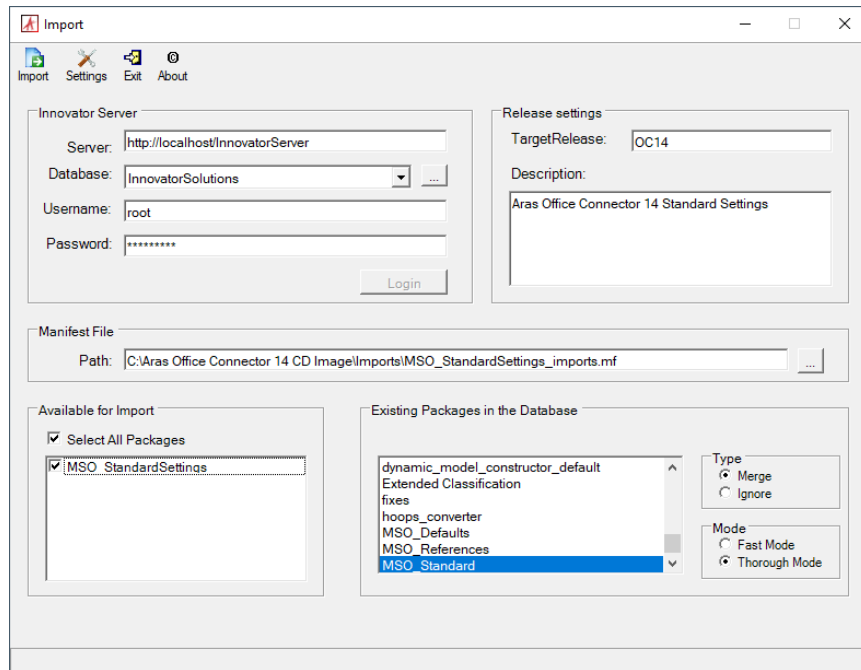 Import
Import Settings Exit About
Innovator Server
Server: http://localhost/InnovatorServer
Database: InnovatorSolutions ...
Username: root
Password: *********
Login
Release settings
TargetRelease: OC14
Description:
Aras Office Connector 14 Standard Settings
Manifest File
Path: C:\Aras Office Connector 14 CD Image\Imports\MSO_StandardSettings_imports.mf ...
Available for Import
Select All Packages
MSO_StandardSettings
Existing Packages in the Database
dynamic_model_constructor_default
Extended Classification
fixes
hoops_converter
MSO_Defaults
MSO_References
MSO_Standard
Type
Merge
Ignore
Mode
Fast Mode
Thorough Mode